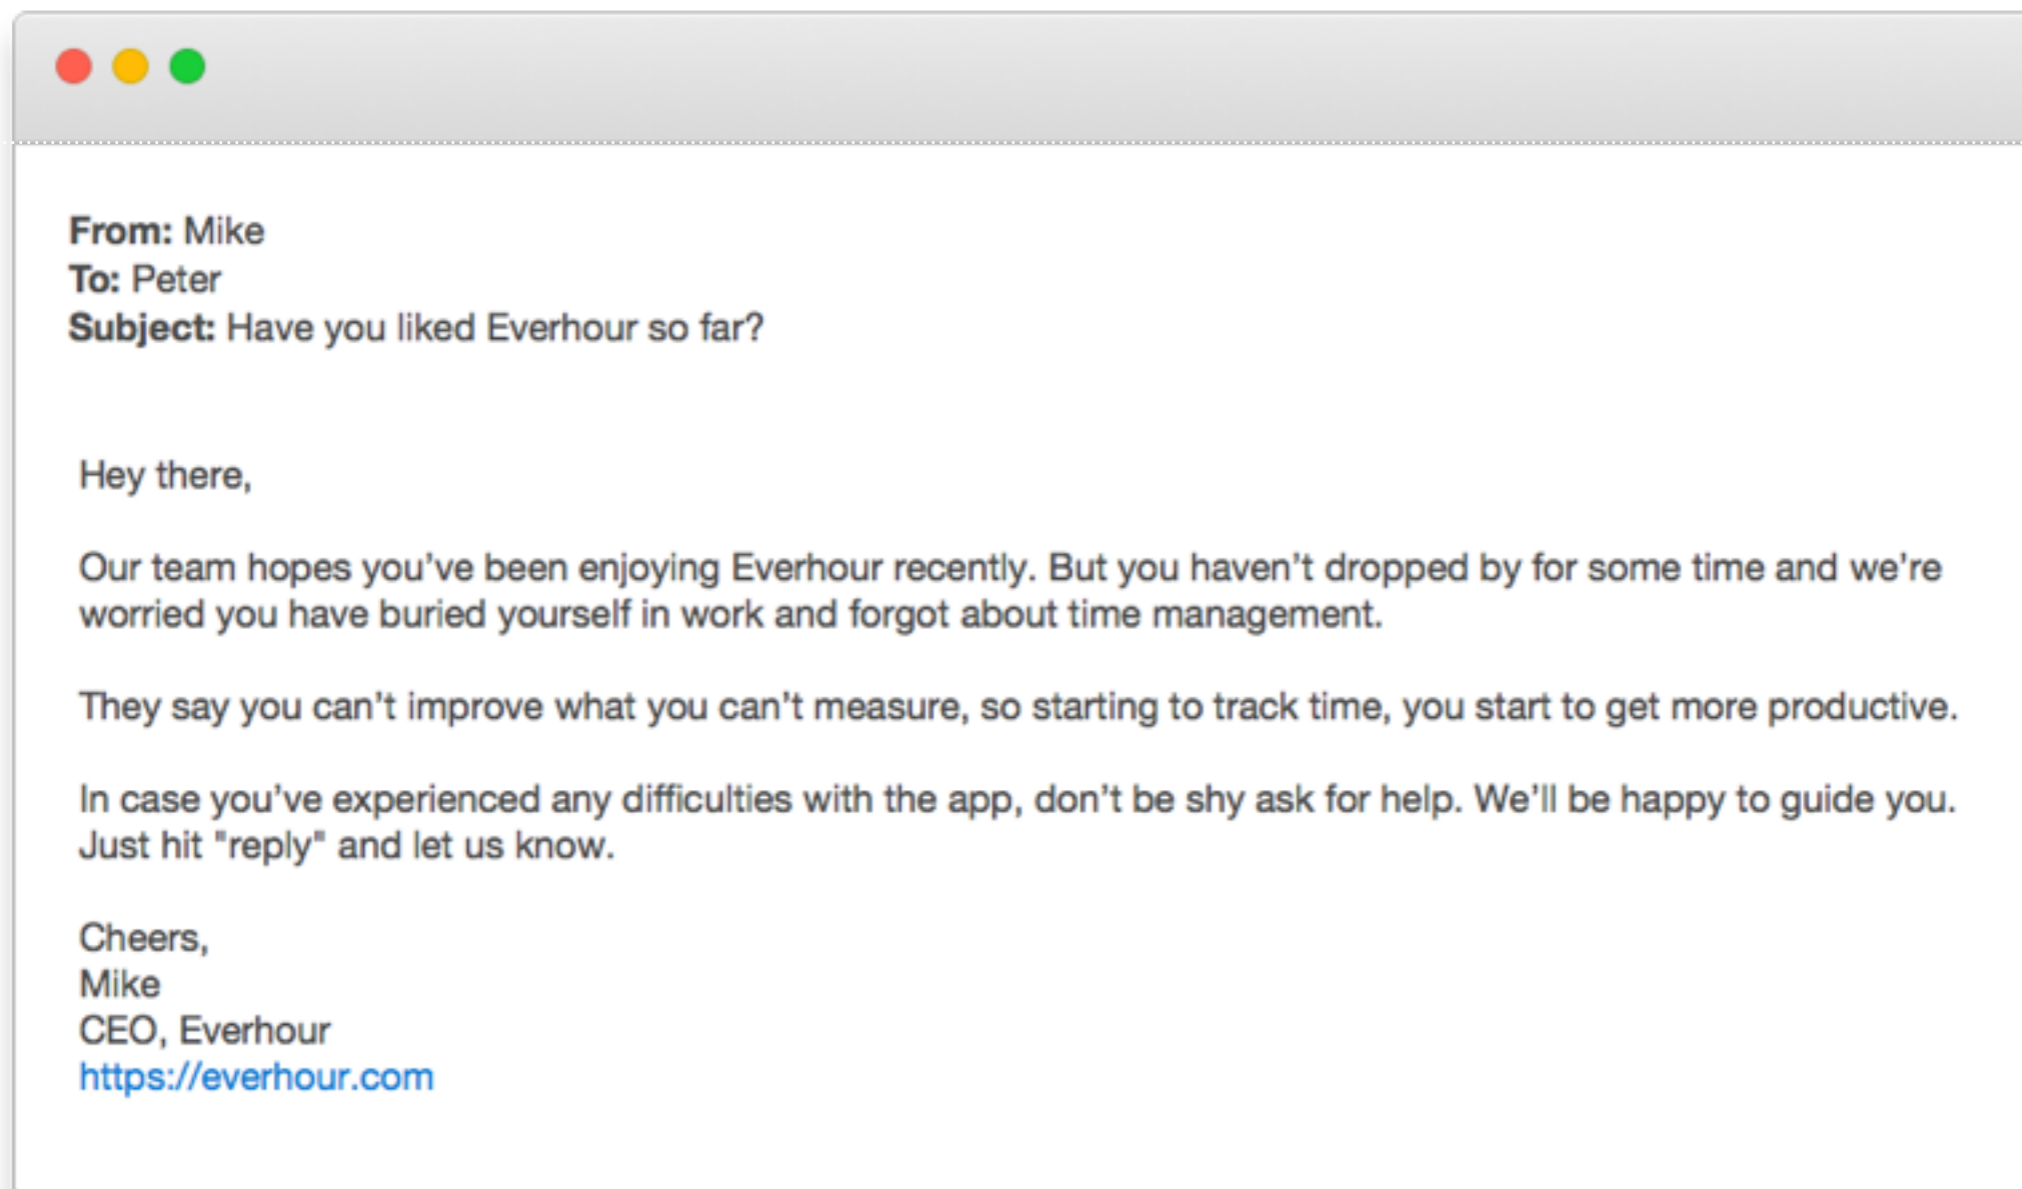 From: Mike
To: Peter
Subject: Have you liked Everhour so far?
Hey there,
Our team hopes you’ve been enjoying Everhour recently. But you haven’t dropped by for some time and we’re
worried you have buried yourself in work and forgot about time management.
They say you can’t improve what you can’t measure, so starting to track time, you start to get more productive.
In case you’ve experienced any difficulties with the app, don’t be shy ask for help. We’ll be happy to guide you.
Just hit "reply" and let us know.
Cheers,
Mike
CEO, Everhour
https://everhour.com